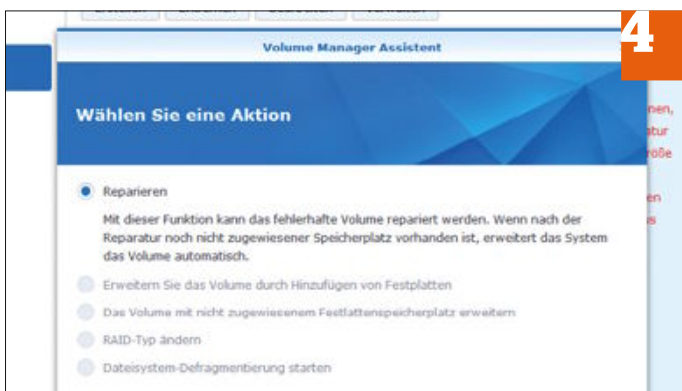 4
Volume Manager Assistent
Wählen Sie eine Aktion
Reparieren
Mit dieser Funktion kann das fehlerhafte Volume repariert werden. Wenn nach der
Reparatur noch nicht zugewiesener Speicherplatz vorhanden ist, erweitert das System
das Volume automatisch.
Erweitern Sie das Volume durch Hinzufügen von Festplatten
Das Volume mit nicht zugewiesenem Festlattenspeicherplatz erweitern
RAID-Typ ändern
Dateisystem-Defragmentierung starten